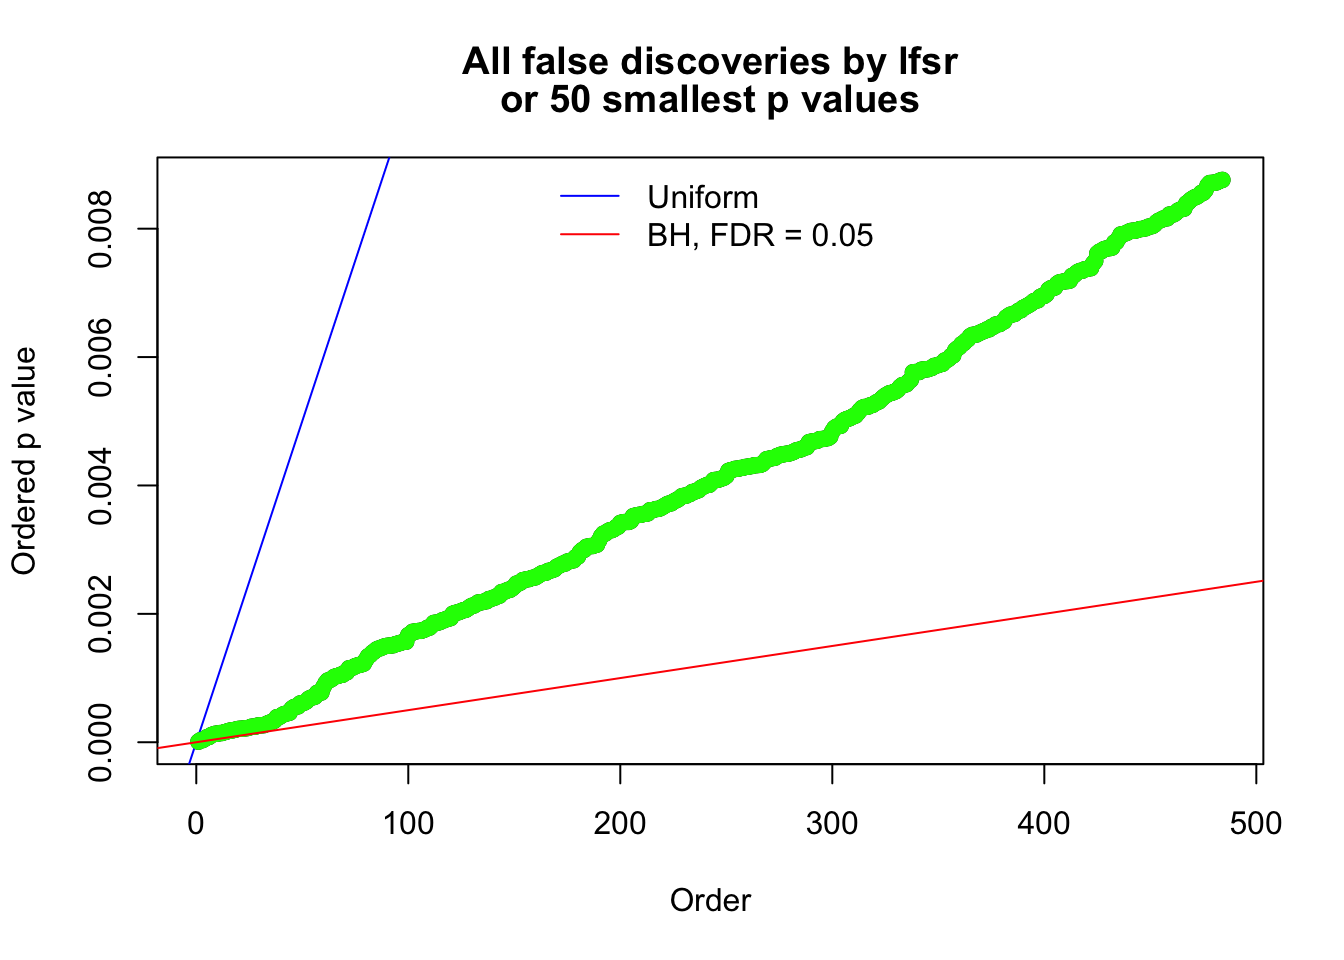 All false discoveries by lfsr
or 50 smallest p values
Uniform
BH, FDR = 0.05
Ordered p value
0.008
0.006
0.004
0.002
0.000
0 100 200 300 400 500
Order